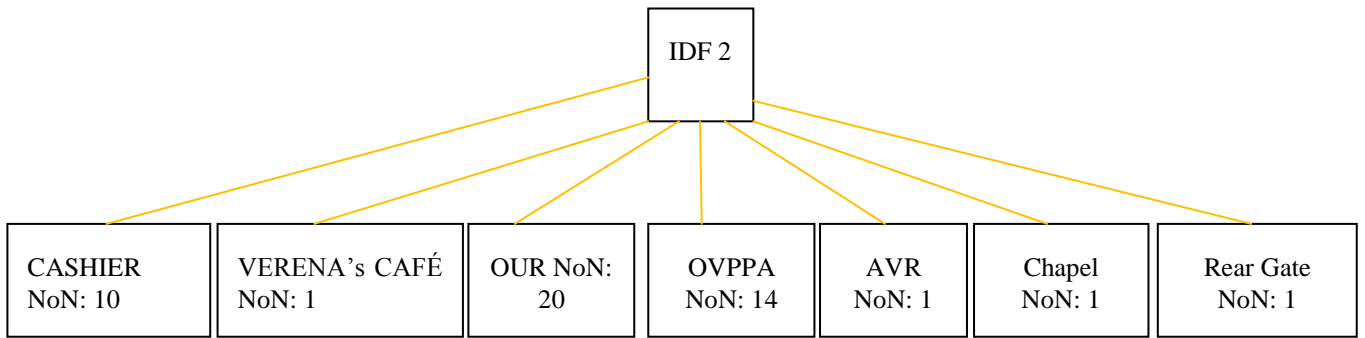 IDF 2
CASHIER
NoN: 10
VERENA's CAFÉ
NoN: 1
OUR NoN:
20
OVPPA
NoN: 14
AVR
NoN: 1
Chapel
NoN: 1
Rear Gate
NoN: 1